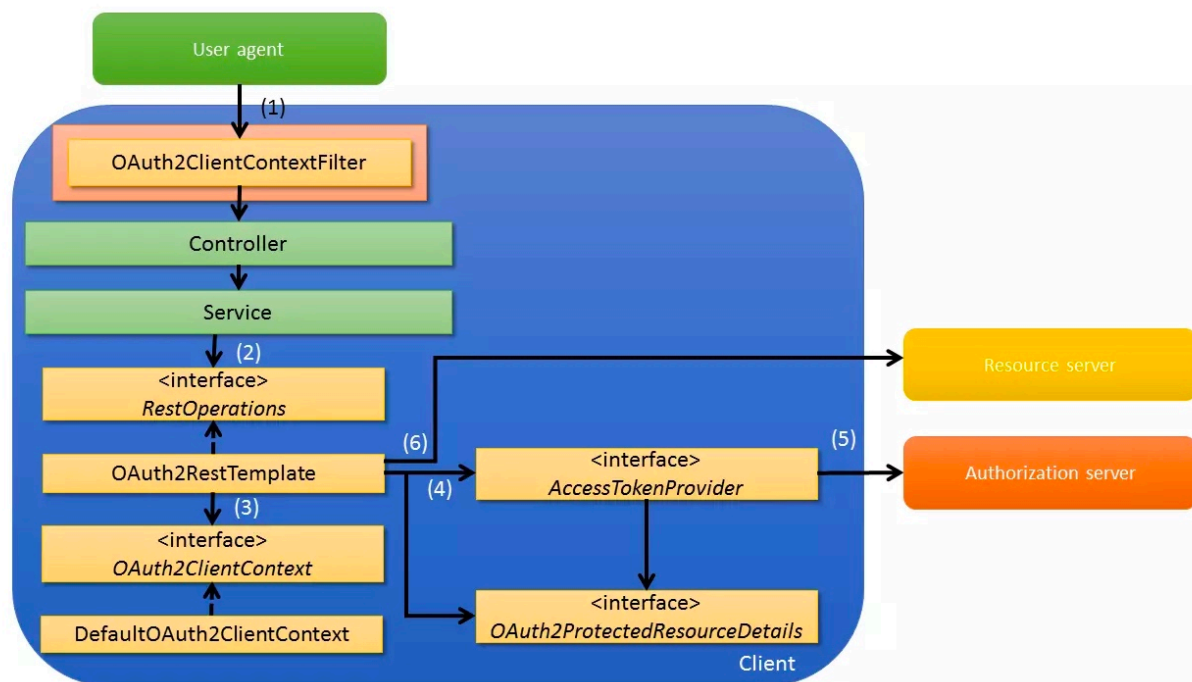 User agent
(1)
OAuth2ClientContextFilter
Controller
Service
(2)
<interface>
RestOperations
Resource server
(6)
OAuth2RestTemplate
(4)
(3)
<interface>
AccessTokenProvider
(5)
Authorization server
<interface>
OAuth2ClientContext
DefaultOAuth2ClientContext
<interface>
OAuth2ProtectedResourceDetails
Client